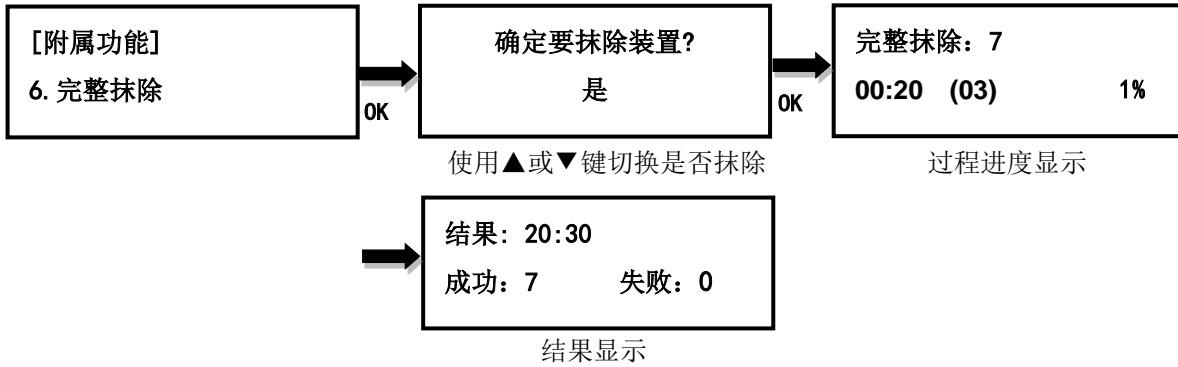 [附属功能]
6.完整抹除
OK
确定要抹除装置?
是
OK
使用▲或▼键切换是否抹除
完整抹除：7
00:20 (03) 1%
过程进度显示
结果: 20:30
成功：7 失败：0
结果显示